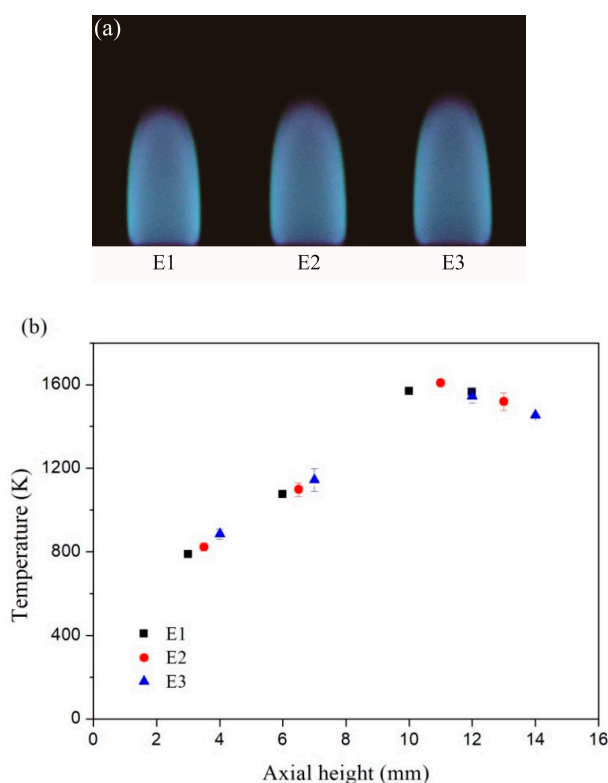 (a)
E1 E2 E3
(b)
1600
1200
800
400
0
Temperature (K)
E1
E2
E3
0 2 4 6 8 10 12 14 16
Axial height (mm)